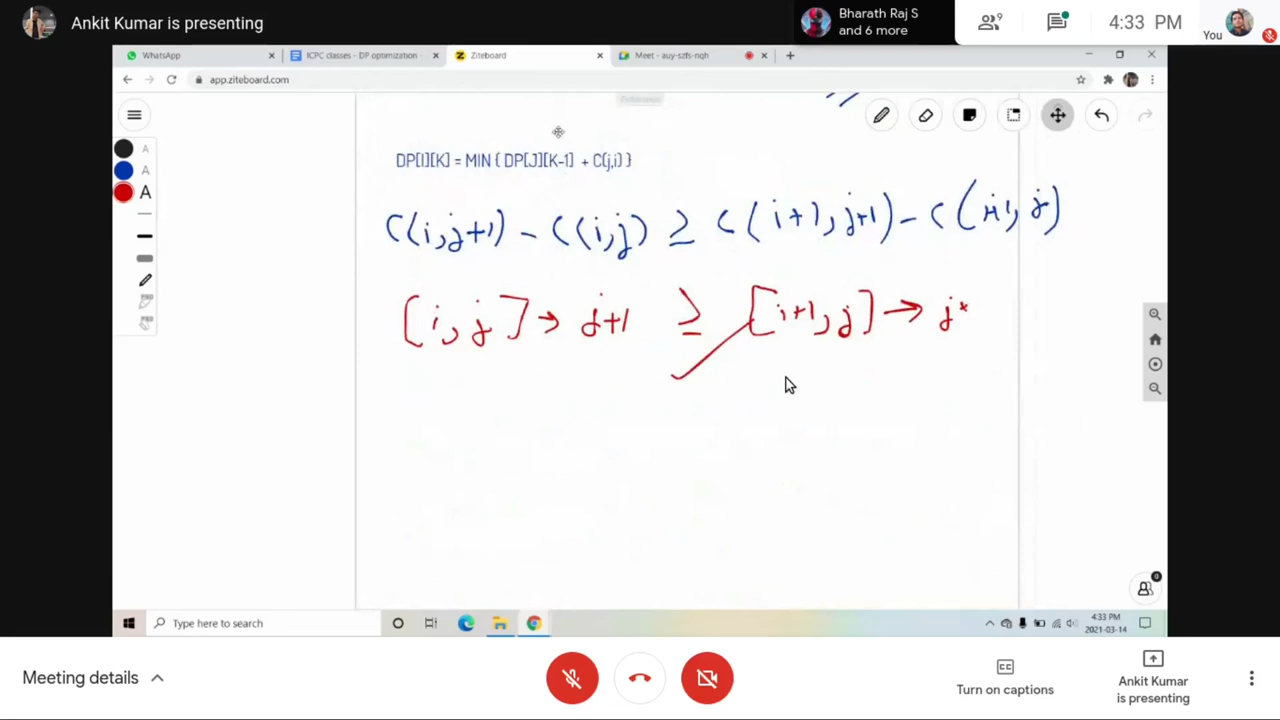 Ankit Kumar is presenting
Bharath Raj S
and 6 more
4:33 PM
You
WhatsApp
ICPC classes - DP optimization
Ziteboard
Meet - auy-szfs-nqh
app.ziteboard.com
A
A
A
DP[I][K] = MIN { DP[J][K-1] + C(j,i) }
C(i,j+1) - C(i,j) ≥ C(i+1,j+1) - C(i+1,j)
[i,j] → j+1 ≥ [i+1,j] → j*
0
Type here to search
4:33 PM
2021-03-14
Meeting details
Turn on captions
Ankit Kumar
is presenting